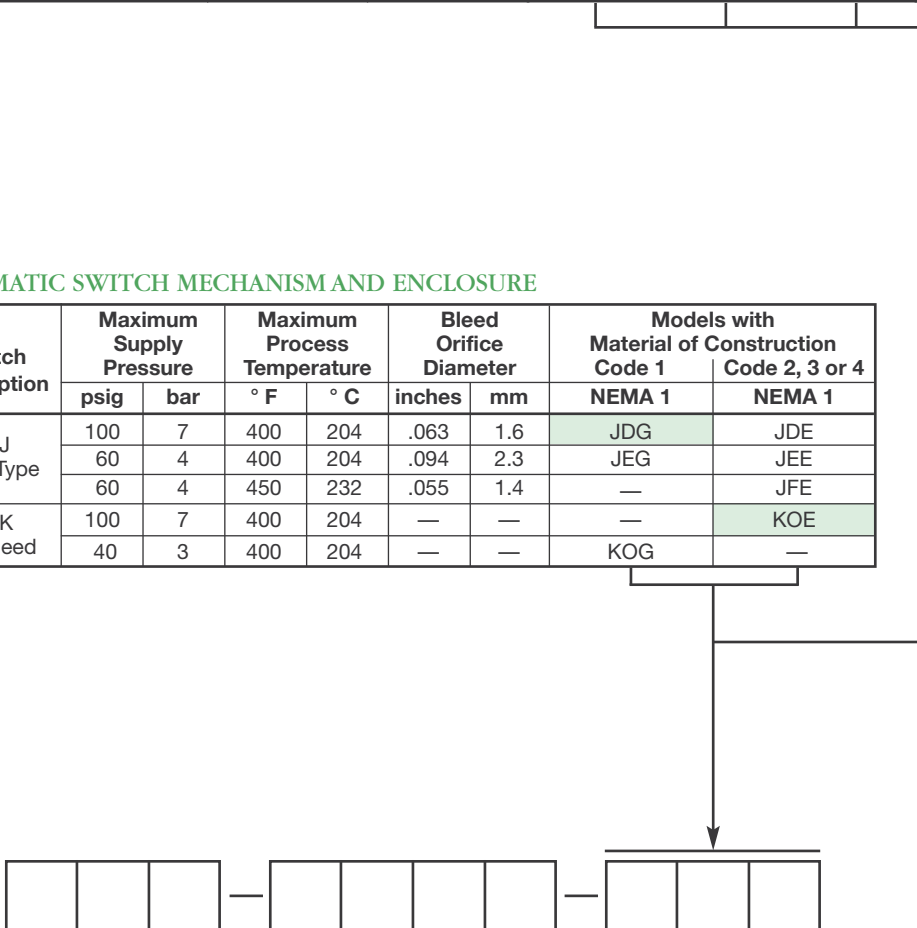 MATIC SWITCH MECHANISM AND ENCLOSURE
Maximum Supply Pressure Maximum Process Temperature Bleed Orifice Diameter Models with Material of Construction
Code 1 Code 2, 3 or 4
psig bar ° F ° C inches mm NEMA 1 NEMA 1
J Type
100 7 400 204 .063 1.6 JDG JDE
60 4 400 204 .094 2.3 JEG JEE
60 4 450 232 .055 1.4 — JFE
K
100 7 400 204 — — — KOE
40 3 400 204 — — KOG —